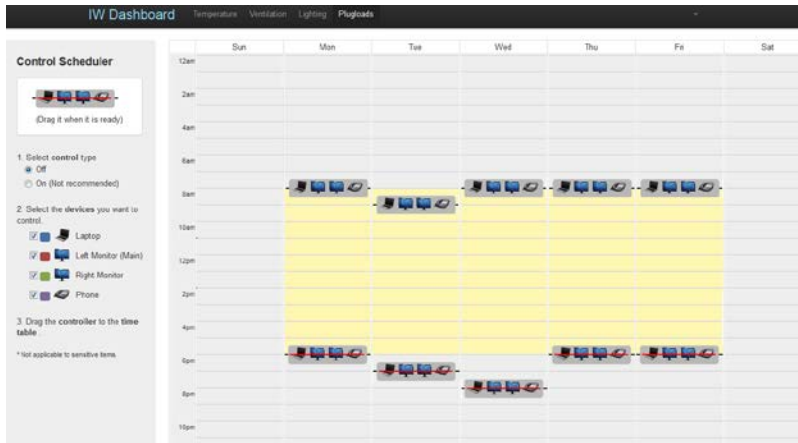 IW Dashboard Temperature Ventilation Lighting Plugloads
Sun Mon Tue Wed Thu Fri Sat
Control Scheduler
(Drag it when it is ready)
1. Select control type
Off
On (Not recommended)
2. Select the devices you want to
control.
Laptop
Left Monitor (Main)
Right Monitor
Phone
3. Drag the controller to the time
table
* Not applicable to sensitive items.
12am
2am
4am
6am
8am
10am
12pm
2pm
4pm
6pm
8pm
10pm